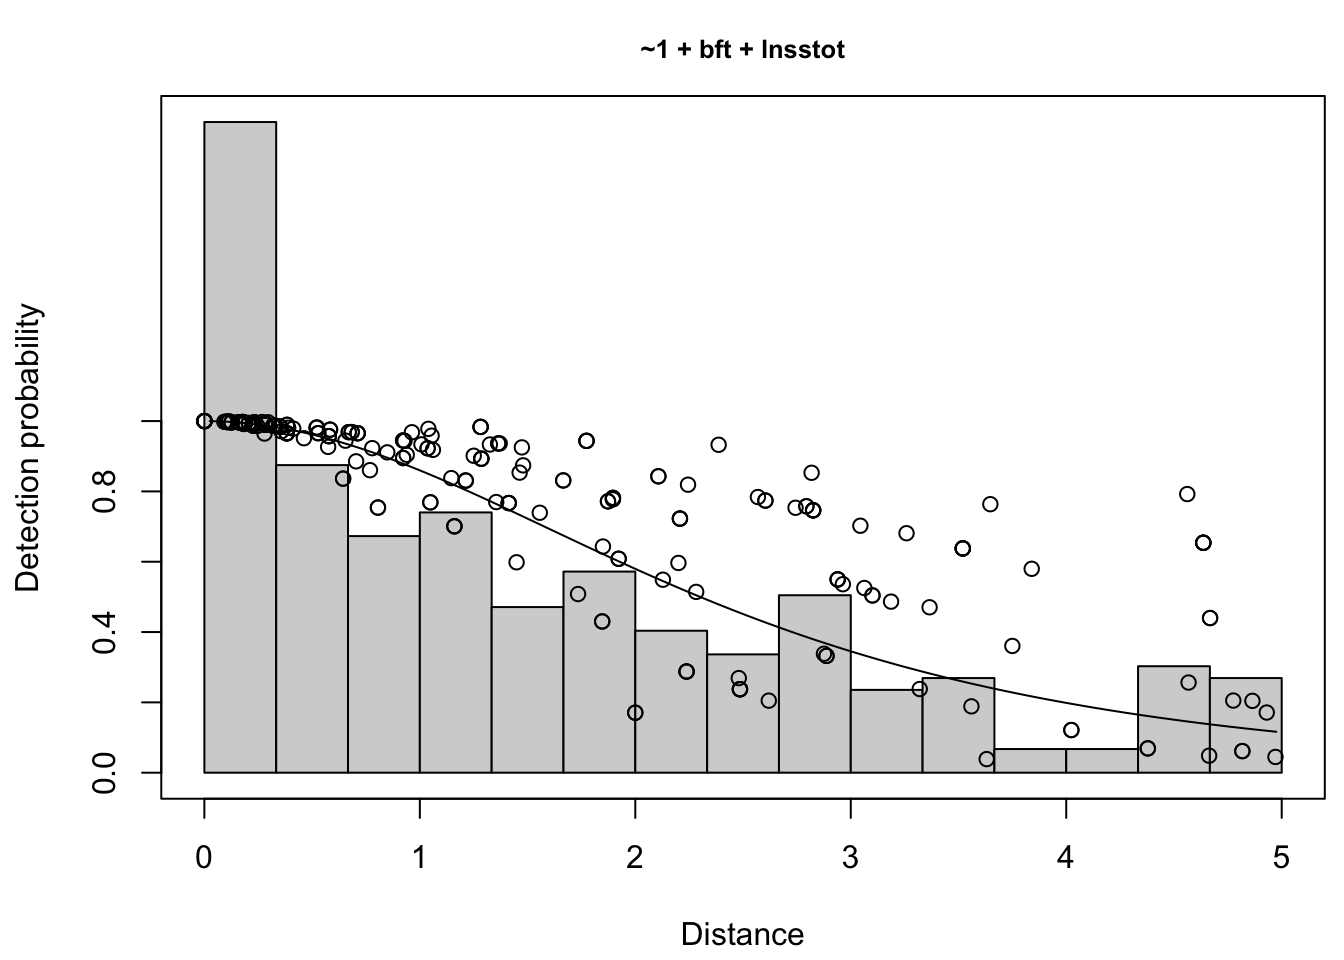 ~1 + bft + lnsstot
Detection probability
0.8
0.4
0.0
0 1 2 3 4 5
Distance